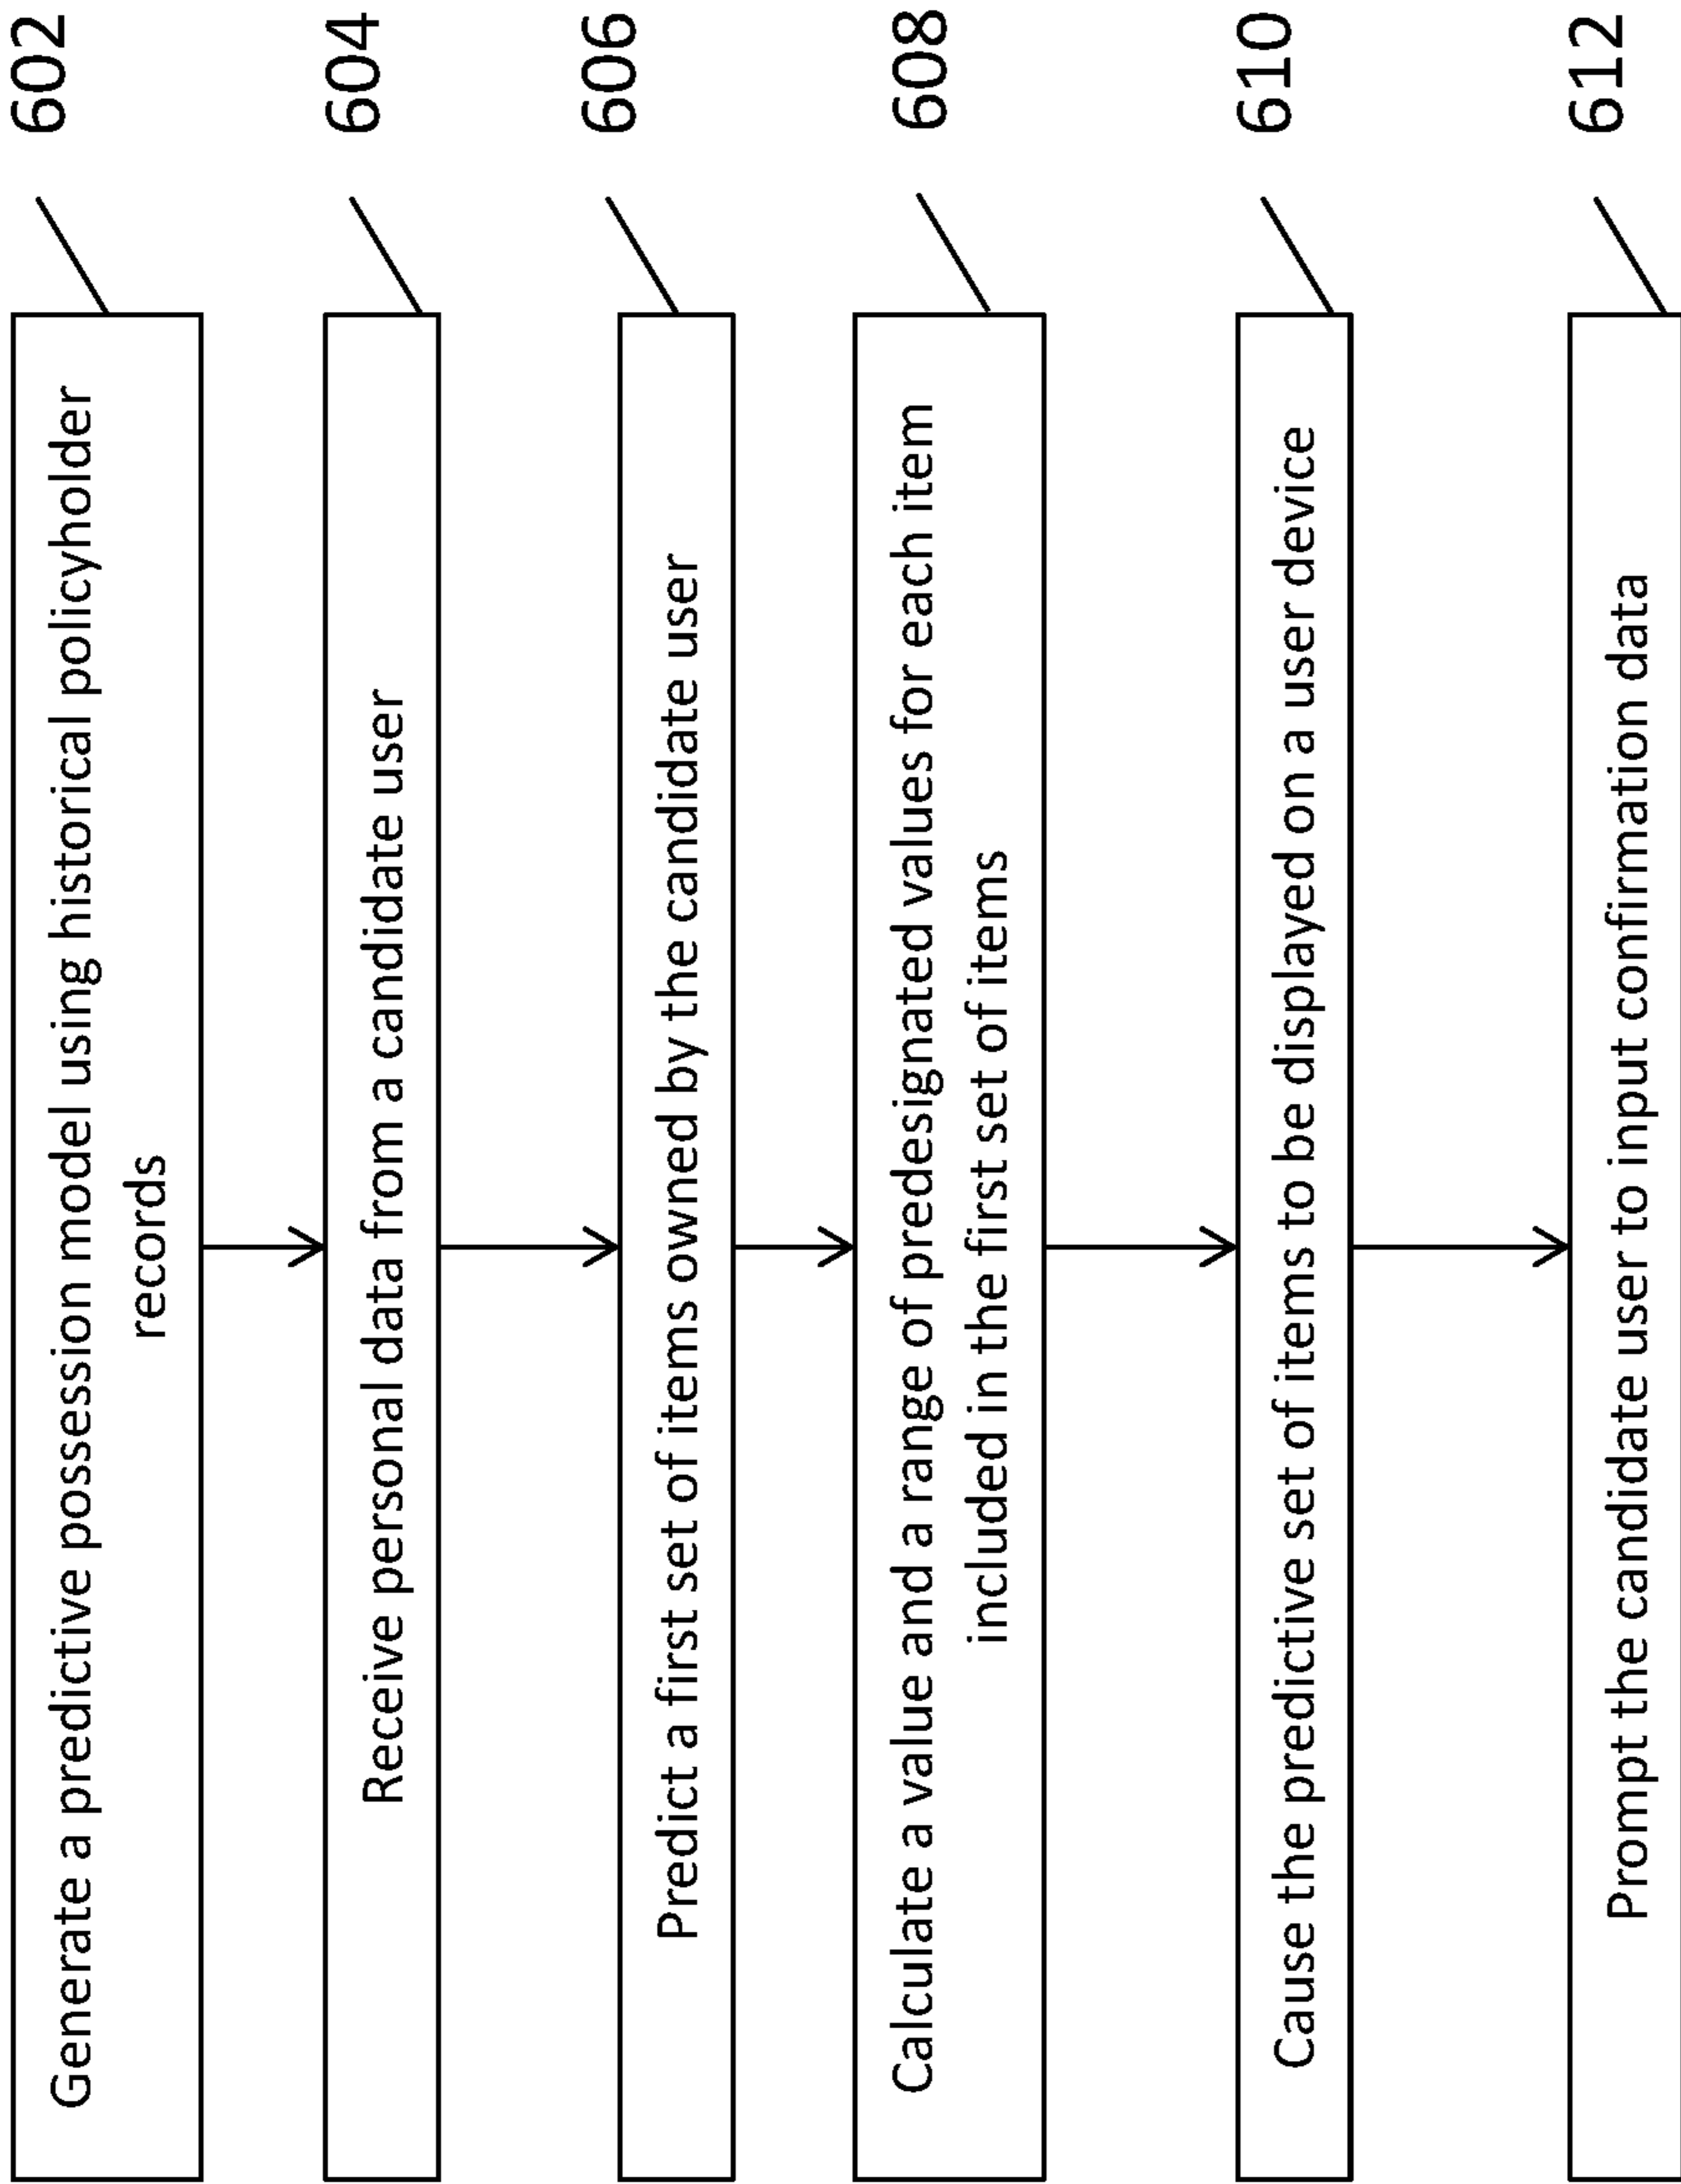 Generate a predictive possession model using historical policyholder
records
602
Receive personal data from a candidate user
604
Predict a first set of items owned by the candidate user
606
Calculate a value and a range of predesignated values for each item
included in the first set of items
608
Cause the predictive set of items to be displayed on a user device
610
Prompt the candidate user to input confirmation data
612